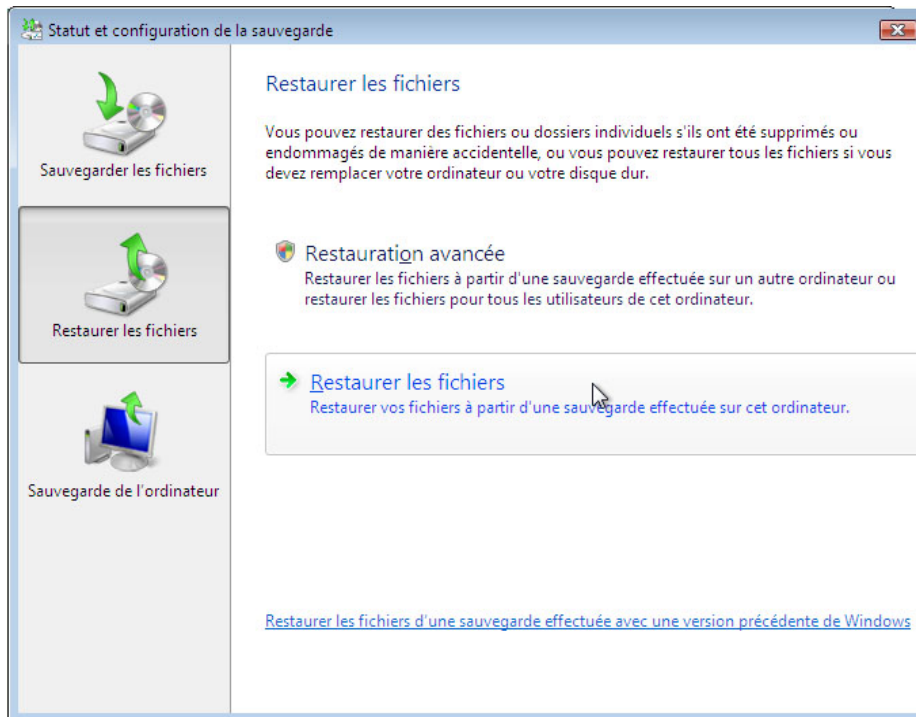 Statut et configuration de la sauvegarde
Sauvegarder les fichiers
Restaurer les fichiers
Sauvegarde de l'ordinateur
Restaurer les fichiers
Vous pouvez restaurer des fichiers ou dossiers individuels s'ils ont été supprimés ou
endommagés de manière accidentelle, ou vous pouvez restaurer tous les fichiers si vous
devez remplacer votre ordinateur ou votre disque dur.
Restauration avancée
Restaurer les fichiers à partir d'une sauvegarde effectuée sur un autre ordinateur ou
restaurer les fichiers pour tous les utilisateurs de cet ordinateur.
Restaurer les fichiers
Restaurer vos fichiers à partir d'une sauvegarde effectuée sur cet ordinateur.
Restaurer les fichiers d'une sauvegarde effectuée avec une version précédente de Windows